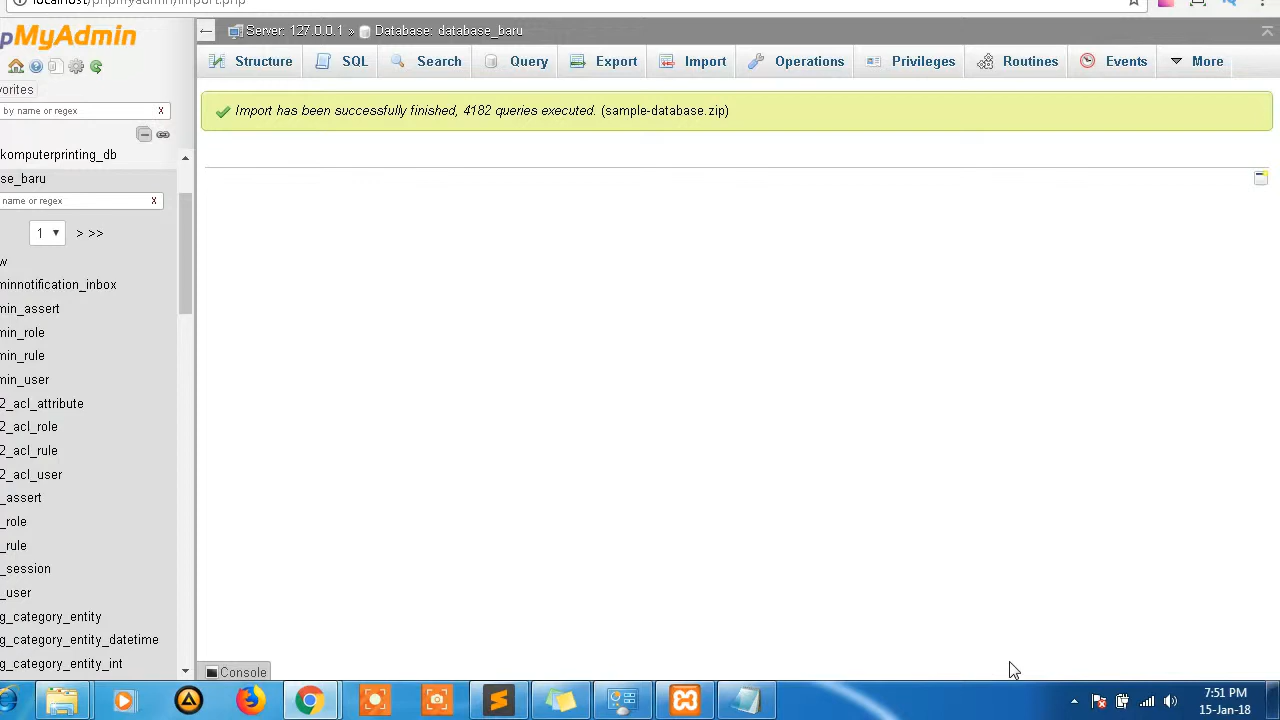 localhost/phpmyadmin/import.php
pMyAdmin
← Server: 127.0.0.1 » Database: database_baru
Structure SQL Search Query Export Import Operations Privileges Routines Events More
Import has been successfully finished, 4182 queries executed. (sample-database.zip)
vorites
by name or regex X
komputerprinting_db
se_baru
name or regex X
1 ▼ > >>
w
minnotification_inbox
min_assert
min_role
min_rule
min_user
2_acl_attribute
2_acl_role
2_acl_rule
2_acl_user
_assert
_role
_rule
_session
_user
g_category_entity
g_category_entity_datetime
g_category_entity_int
Console
7:51 PM
15-Jan-18